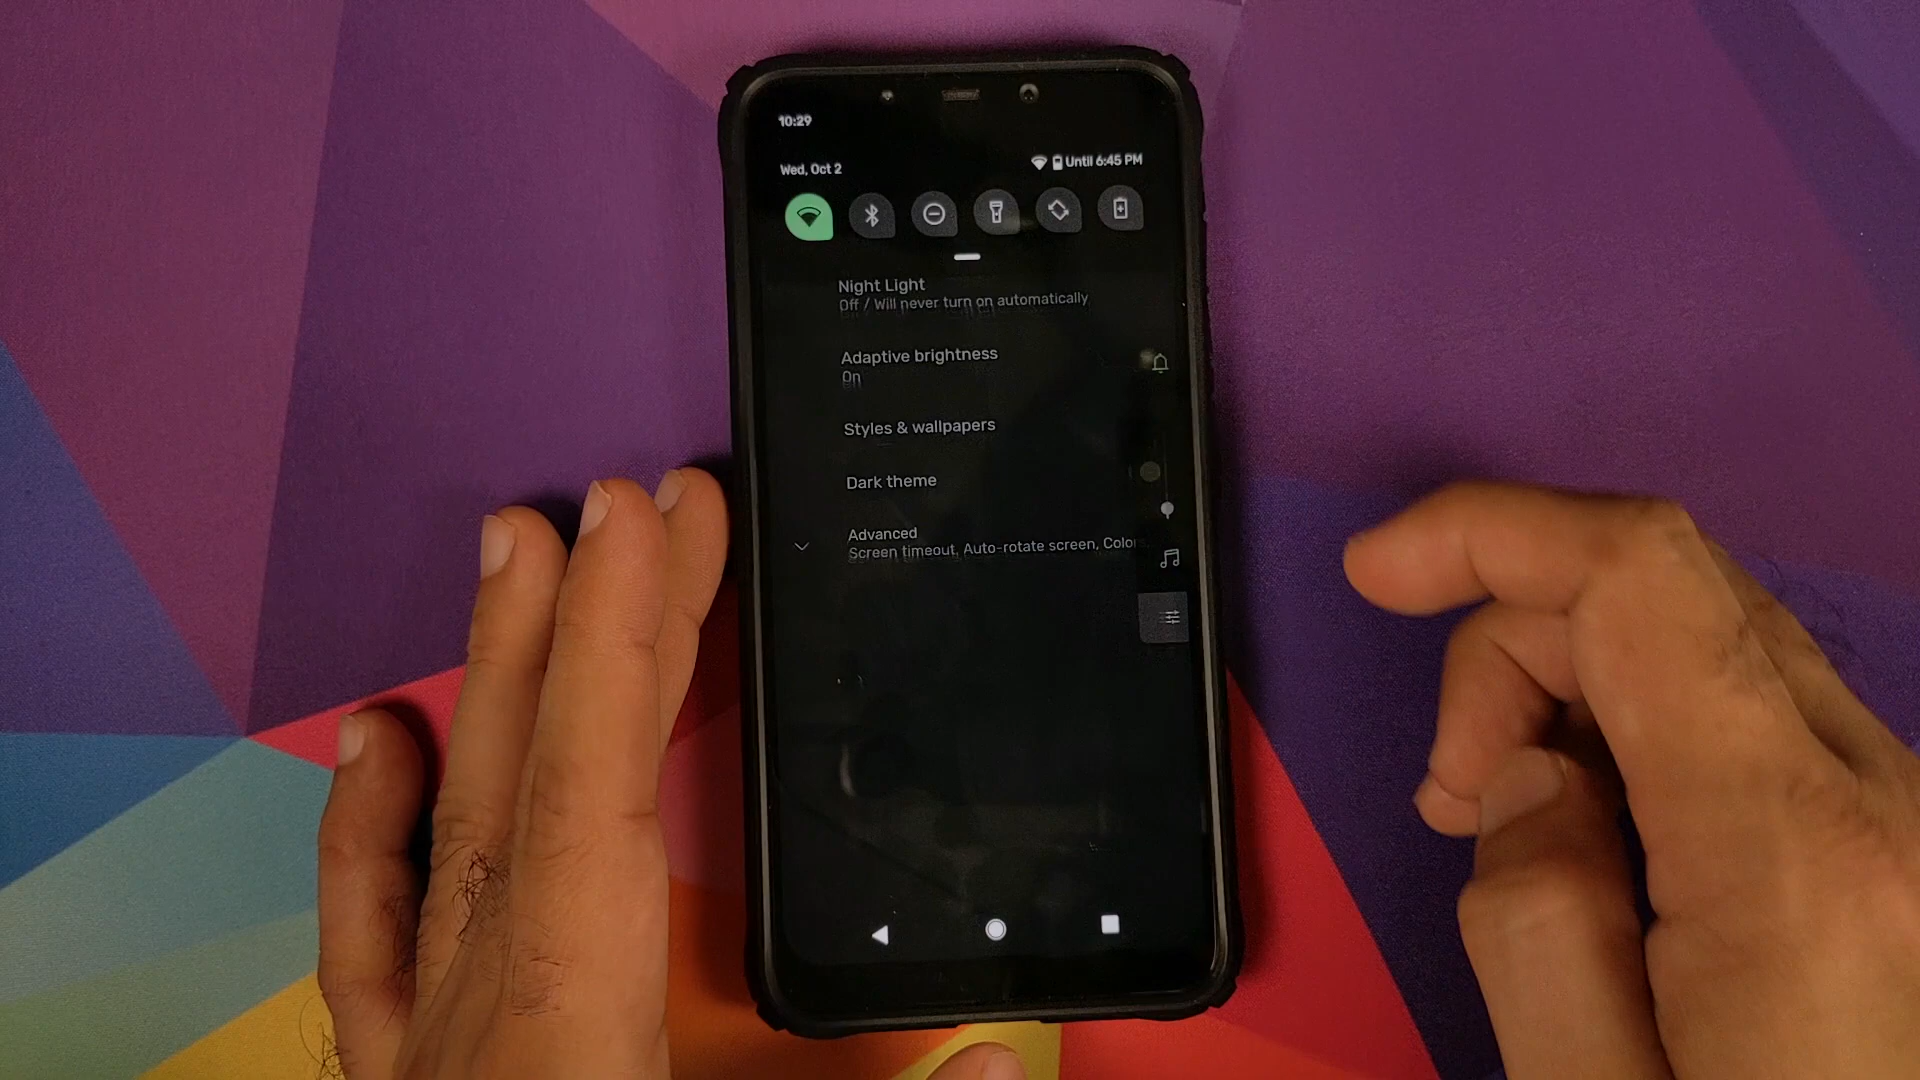 10:29
Wed, Oct 2
Until 6:45 PM
Night Light
Off / Will never turn on automatically
Adaptive brightness
On
Styles & wallpapers
Dark theme
Advanced
Screen timeout, Auto-rotate screen, Colors